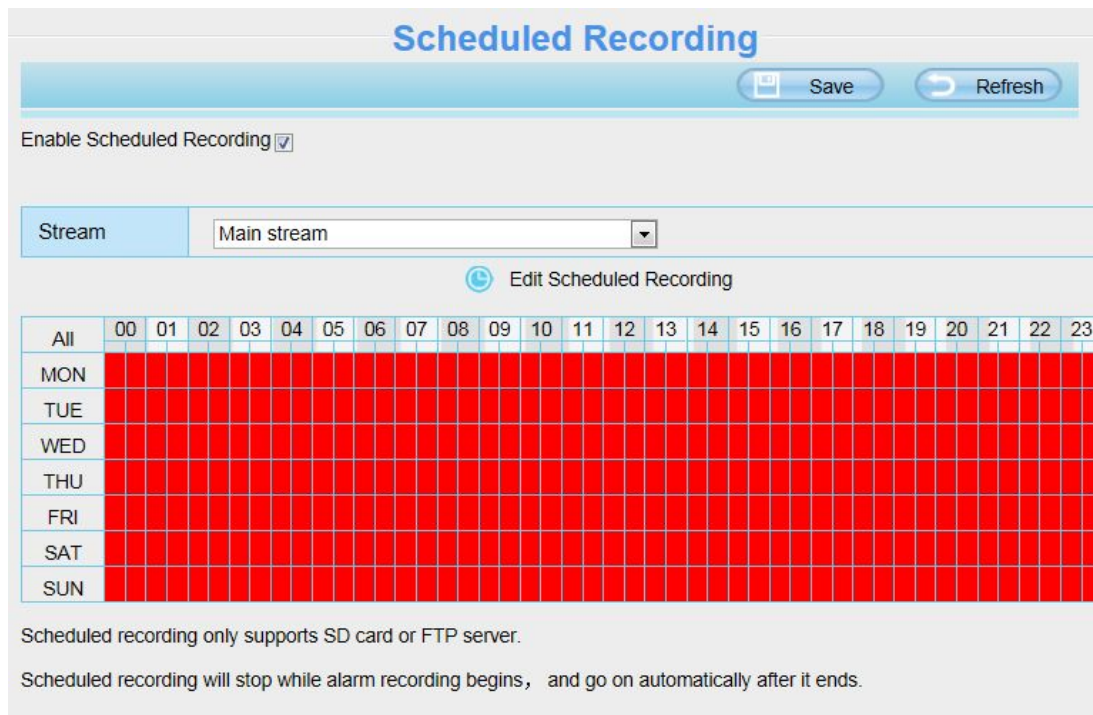 Scheduled Recording
Save Refresh
Enable Scheduled Recording
Stream Main stream
Edit Scheduled Recording
All 00 01 02 03 04 05 06 07 08 09 10 11 12 13 14 15 16 17 18 19 20 21 22 23
MON
TUE
WED
THU
FRI
SAT
SUN
Scheduled recording only supports SD card or FTP server.
Scheduled recording will stop while alarm recording begins， and go on automatically after it ends.